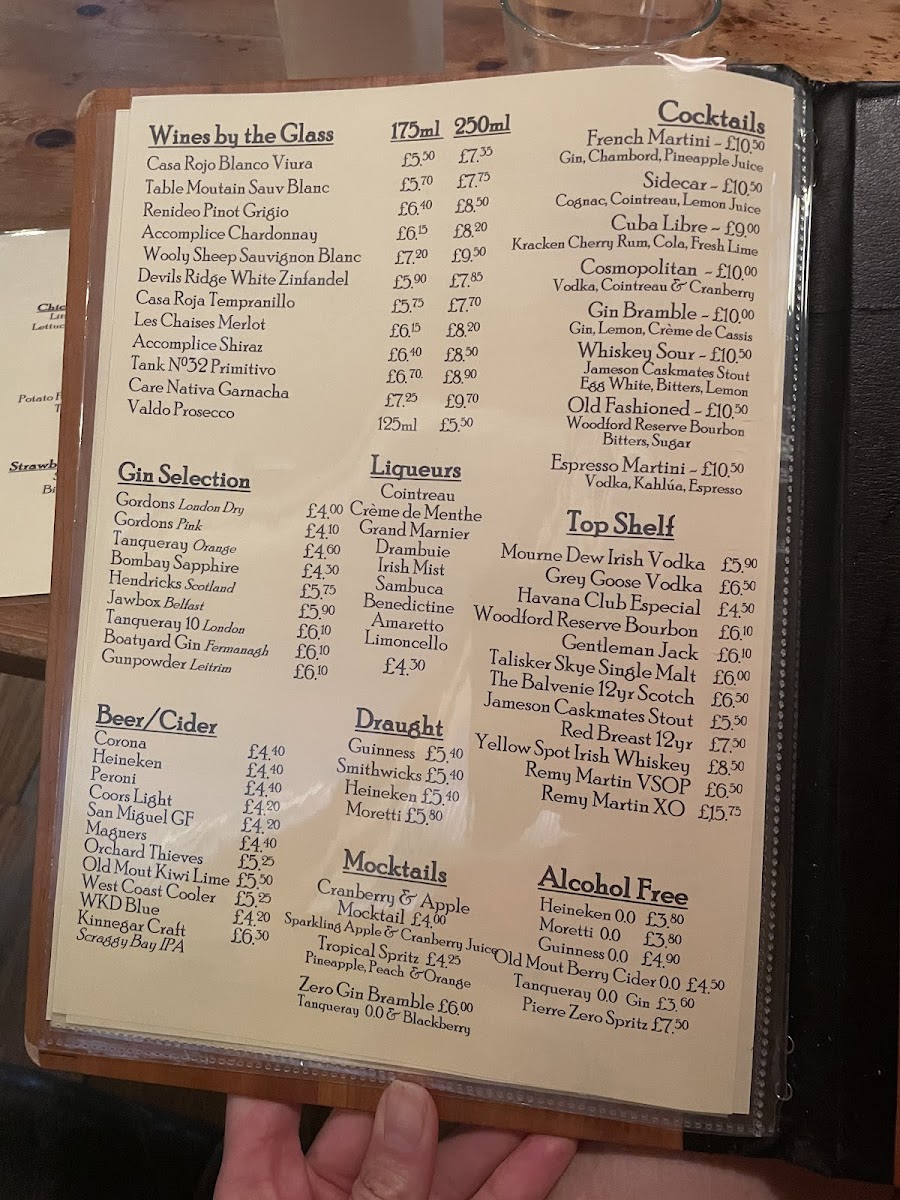 Wines by the Glass 175ml 250ml
Casa Rojo Blanco Viura £5.50 £7.35
Table Moutain Sauv Blanc £5.70 £7.75
Renideo Pinot Grigio £6.40 £8.50
Accomplice Chardonnay £6.15 £8.20
Wooly Sheep Sauvignon Blanc £7.20 £9.50
Devils Ridge White Zinfandel £5.90 £7.85
Casa Roja Tempranillo £5.75 £7.70
Les Chaises Merlot £6.15 £8.20
Accomplice Shiraz £6.40 £8.50
Tank Nº32 Primitivo £6.70. £8.90
Care Nativa Garnacha £7.25 £9.70
Valdo Prosecco 125ml £5.50
Gin Selection
Gordons London Dry £4.00
Gordons Pink £4.10
Tanqueray Orange £4.60
Bombay Sapphire £4.30
Hendricks Scotland £5.75
Jawbox Belfast £5.90
Tanqueray 10 London £6.10
Boatyard Gin Fermanagh £6.10
Gunpowder Leitrim £6.10
Liqueurs
Cointreau
Crème de Menthe
Grand Marnier
Drambuie
Irish Mist
Sambuca
Benedictine
Amaretto
Limoncello
£4.30
Beer/Cider
Corona £4.40
Heineken £4.40
Peroni £4.40
Coors Light £4.20
San Miguel GF £4.20
Magners £4.40
Orchard Thieves £5.25
Old Mout Kiwi Lime £5.50
West Coast Cooler £5.25
WKD Blue £4.20
Kinnegar Craft £6.30
Scraggy Bay IPA
Draught
Guinness £5.40
Smithwicks £5.40
Heineken £5.40
Moretti £5.80
Mocktails
Cranberry & Apple
Mocktail £4.00
Sparkling Apple & Cranberry Juice
Tropical Spritz £4.25
Pineapple, Peach & Orange
Zero Gin Bramble £6.00
Tanqueray 0.0 & Blackberry
Cocktails
French Martini ~ £10.50
Gin, Chambord, Pineapple Juice
Sidecar ~ £10.50
Cognac, Cointreau, Lemon Juice
Cuba Libre ~ £9.00
Kracken Cherry Rum, Cola, Fresh Lime
Cosmopolitan ~ £10.00
Vodka, Cointreau & Cranberry
Gin Bramble ~ £10.00
Gin, Lemon, Crème de Cassis
Whiskey Sour ~ £10.50
Jameson Caskmates Stout
Egg White, Bitters, Lemon
Old Fashioned ~ £10.50
Woodford Reserve Bourbon
Bitters, Sugar
Espresso Martini ~ £10.50
Vodka, Kahlúa, Espresso
Top Shelf
Mourne Dew Irish Vodka £5.90
Grey Goose Vodka £6.50
Havana Club Especial £4.50
Woodford Reserve Bourbon £6.10
Gentleman Jack £6.10
Talisker Skye Single Malt £6.00
The Balvenie 12yr Scotch £6.50
Jameson Caskmates Stout £5.50
Red Breast 12yr £7.50
Yellow Spot Irish Whiskey £8.50
Remy Martin VSOP £6.50
Remy Martin XO £15.75
Alcohol Free
Heineken 0.0 £3.80
Moretti 0.0 £3.80
Guinness 0.0 £4.90
Old Mout Berry Cider 0.0 £4.50
Tanqueray 0.0 Gin £3.60
Pierre Zero Spritz £7.50